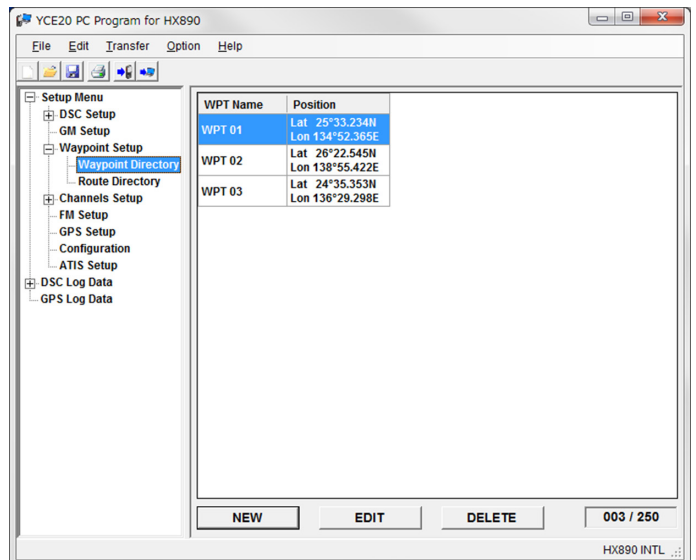 YCE20 PC Program for HX890
File Edit Transfer Option Help
Setup Menu
DSC Setup
GM Setup
Waypoint Setup
Waypoint Directory
Route Directory
Channels Setup
FM Setup
GPS Setup
Configuration
ATIS Setup
DSC Log Data
GPS Log Data
WPT Name Position
WPT 01 Lat 25°33.234N
Lon 134°52.365E
WPT 02 Lat 26°22.545N
Lon 138°55.422E
WPT 03 Lat 24°35.353N
Lon 136°29.298E
NEW EDIT DELETE 003 / 250
HX890 INTL